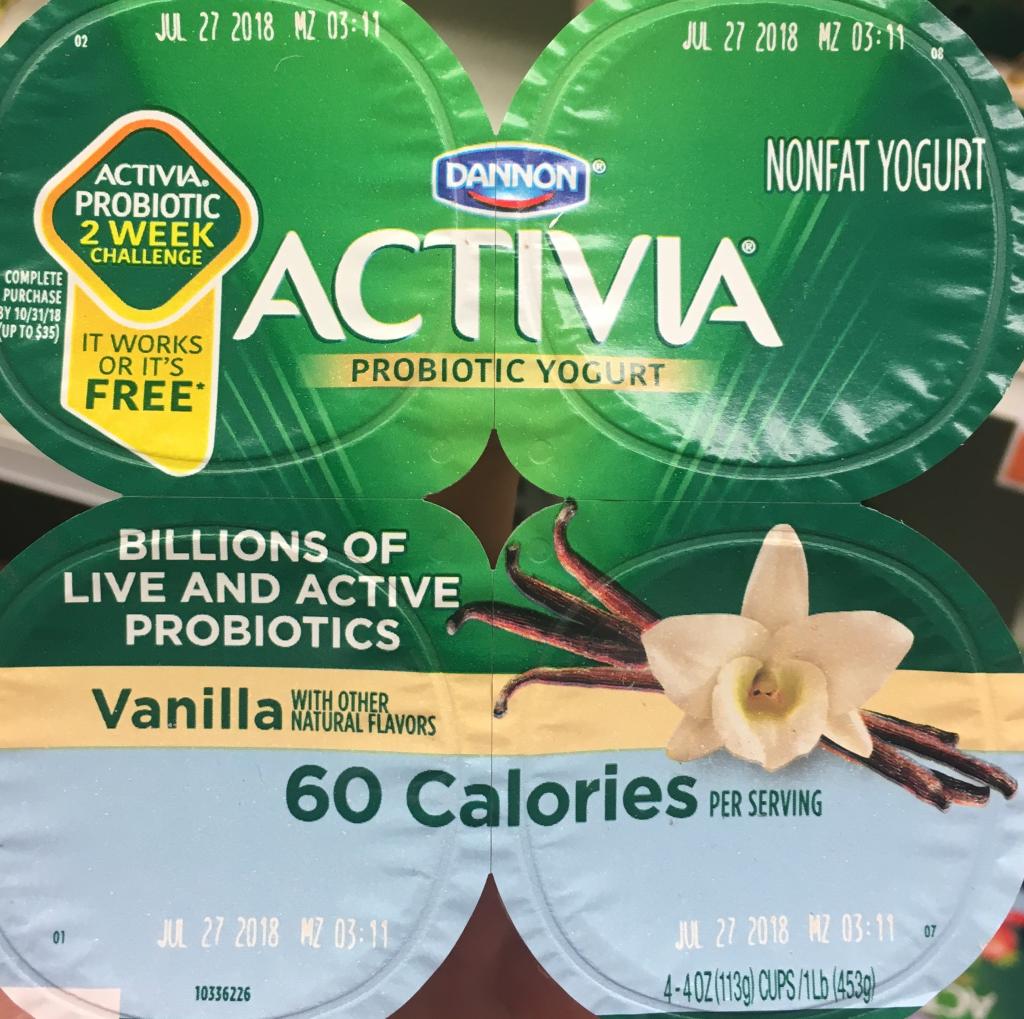 02
JUL 27 2018 MZ 03:11
JUL 27 2018 MZ 03:11
08
NONFAT YOGURT
DANNON®
ACTIVIA®
PROBIOTIC YOGURT
ACTIVIA®
PROBIOTIC
2 WEEK
CHALLENGE
COMPLETE
PURCHASE
BY 10/31/18
(UP TO $35)
IT WORKS
OR IT'S
FREE*
BILLIONS OF
LIVE AND ACTIVE
PROBIOTICS
Vanilla WITH OTHER
NATURAL FLAVORS
60 Calories PER SERVING
01
JUL 27 2018 MZ 03:11
JUL 27 2018 MZ 03:11
07
10336226
4-4OZ(113g) CUPS/1Lb(453g)